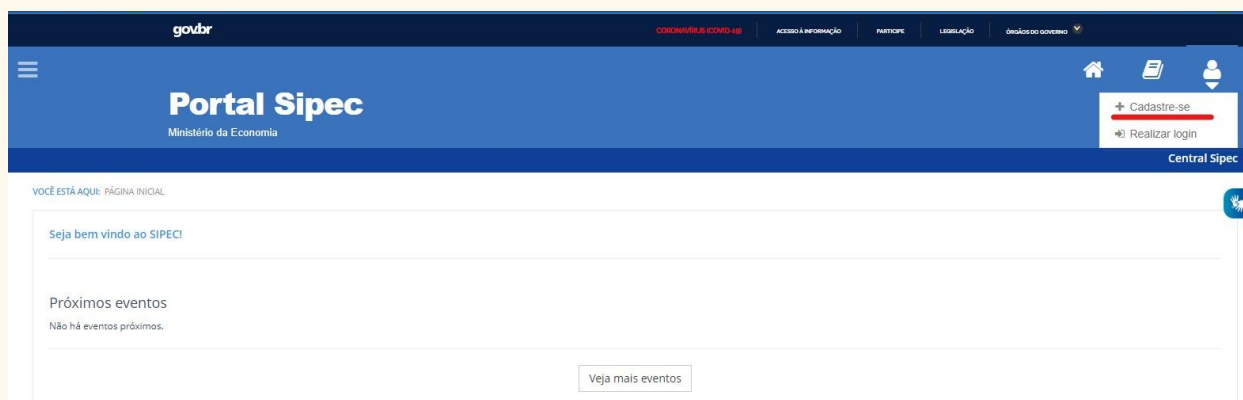 gov.br
CORONAVÍRUS (COVID-19) ACESSO À INFORMAÇÃO PARTICIPE LEGISLAÇÃO ÓRGÃOS DO GOVERNO
Portal Sipec
Ministério da Economia
Cadastre-se
Realizar login
Central Sipec
VOCÊ ESTÁ AQUI: PÁGINA INICIAL
Seja bem vindo ao SIPEC!
Próximos eventos
Não há eventos próximos.
Veja mais eventos